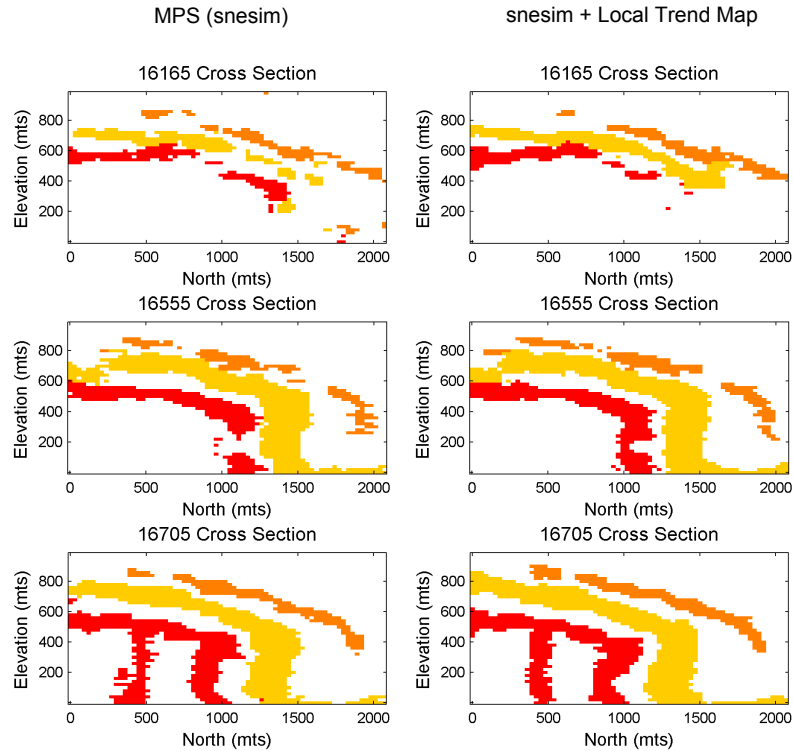 MPS (snesim)
snesim + Local Trend Map
16165 Cross Section
16165 Cross Section
Elevation (mts)
800
600
400
200
0
500
1000
1500
2000
North (mts)
Elevation (mts)
800
600
400
200
0
500
1000
1500
2000
North (mts)
16555 Cross Section
16555 Cross Section
Elevation (mts)
800
600
400
200
0
500
1000
1500
2000
North (mts)
Elevation (mts)
800
600
400
200
0
500
1000
1500
2000
North (mts)
16705 Cross Section
16705 Cross Section
Elevation (mts)
800
600
400
200
0
500
1000
1500
2000
North (mts)
Elevation (mts)
800
600
400
200
0
500
1000
1500
2000
North (mts)